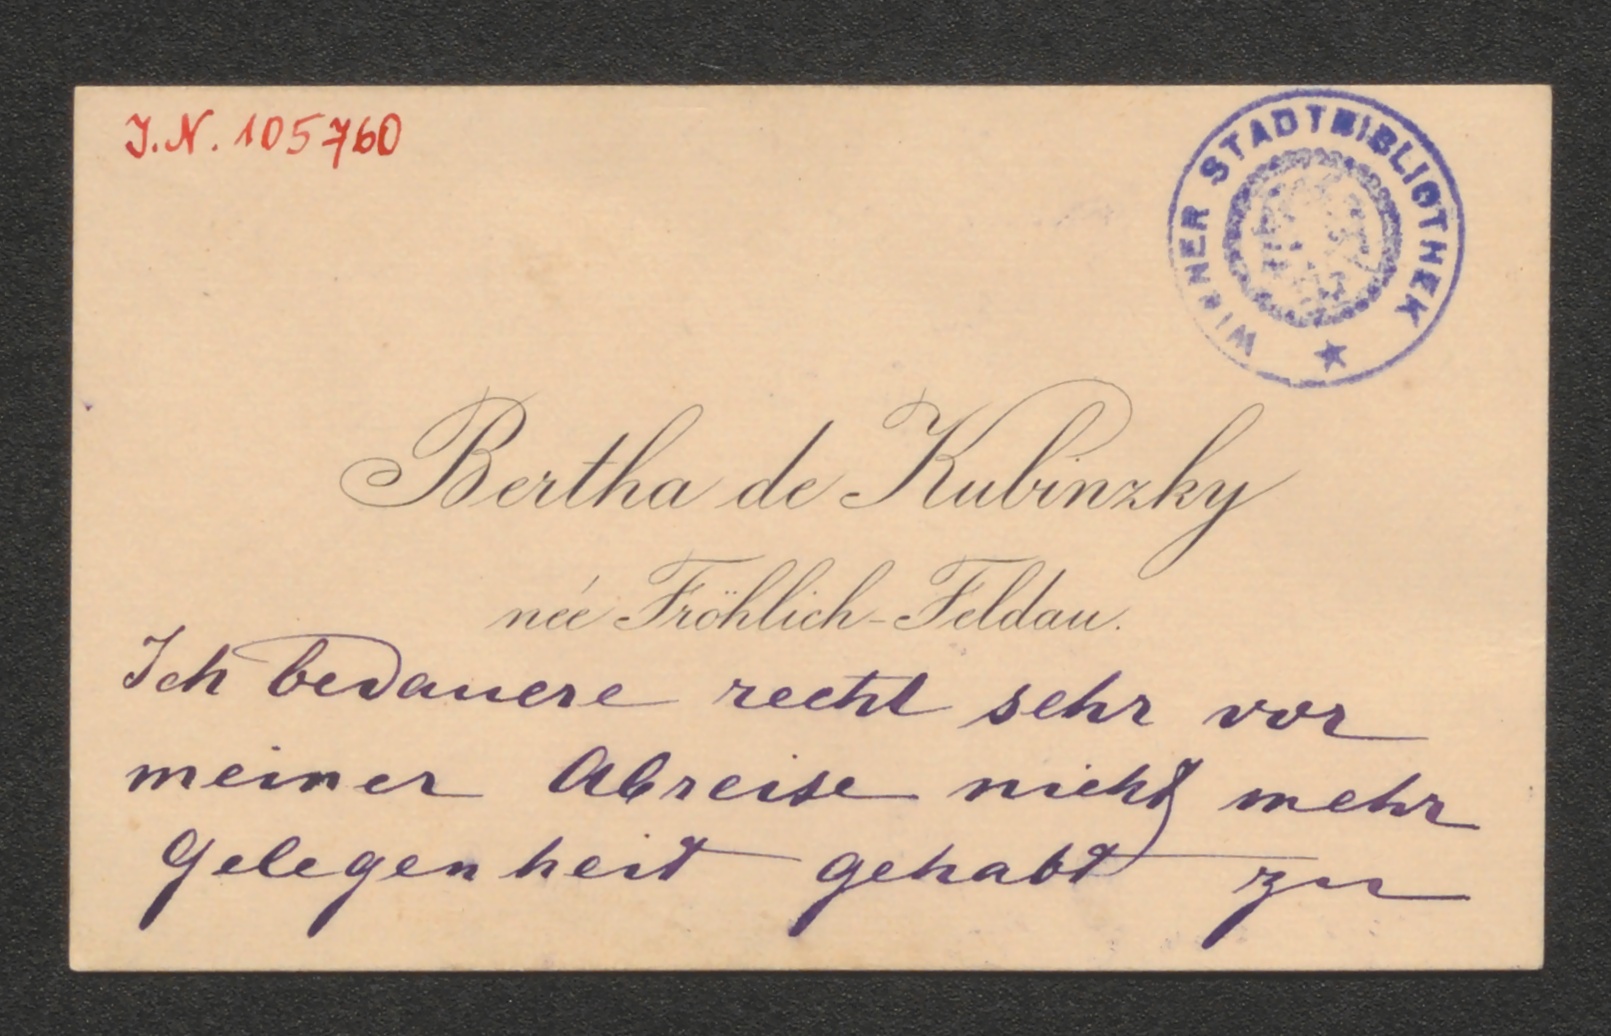 J.N. 105760
WIENER STADTBIBLIOTHEK
Bertha de Kubinzky
née Fröhlich-Feldau.
Ich bedauere recht sehr vor
meiner Abreise nicht mehr
Gelegenheit gehabt zu